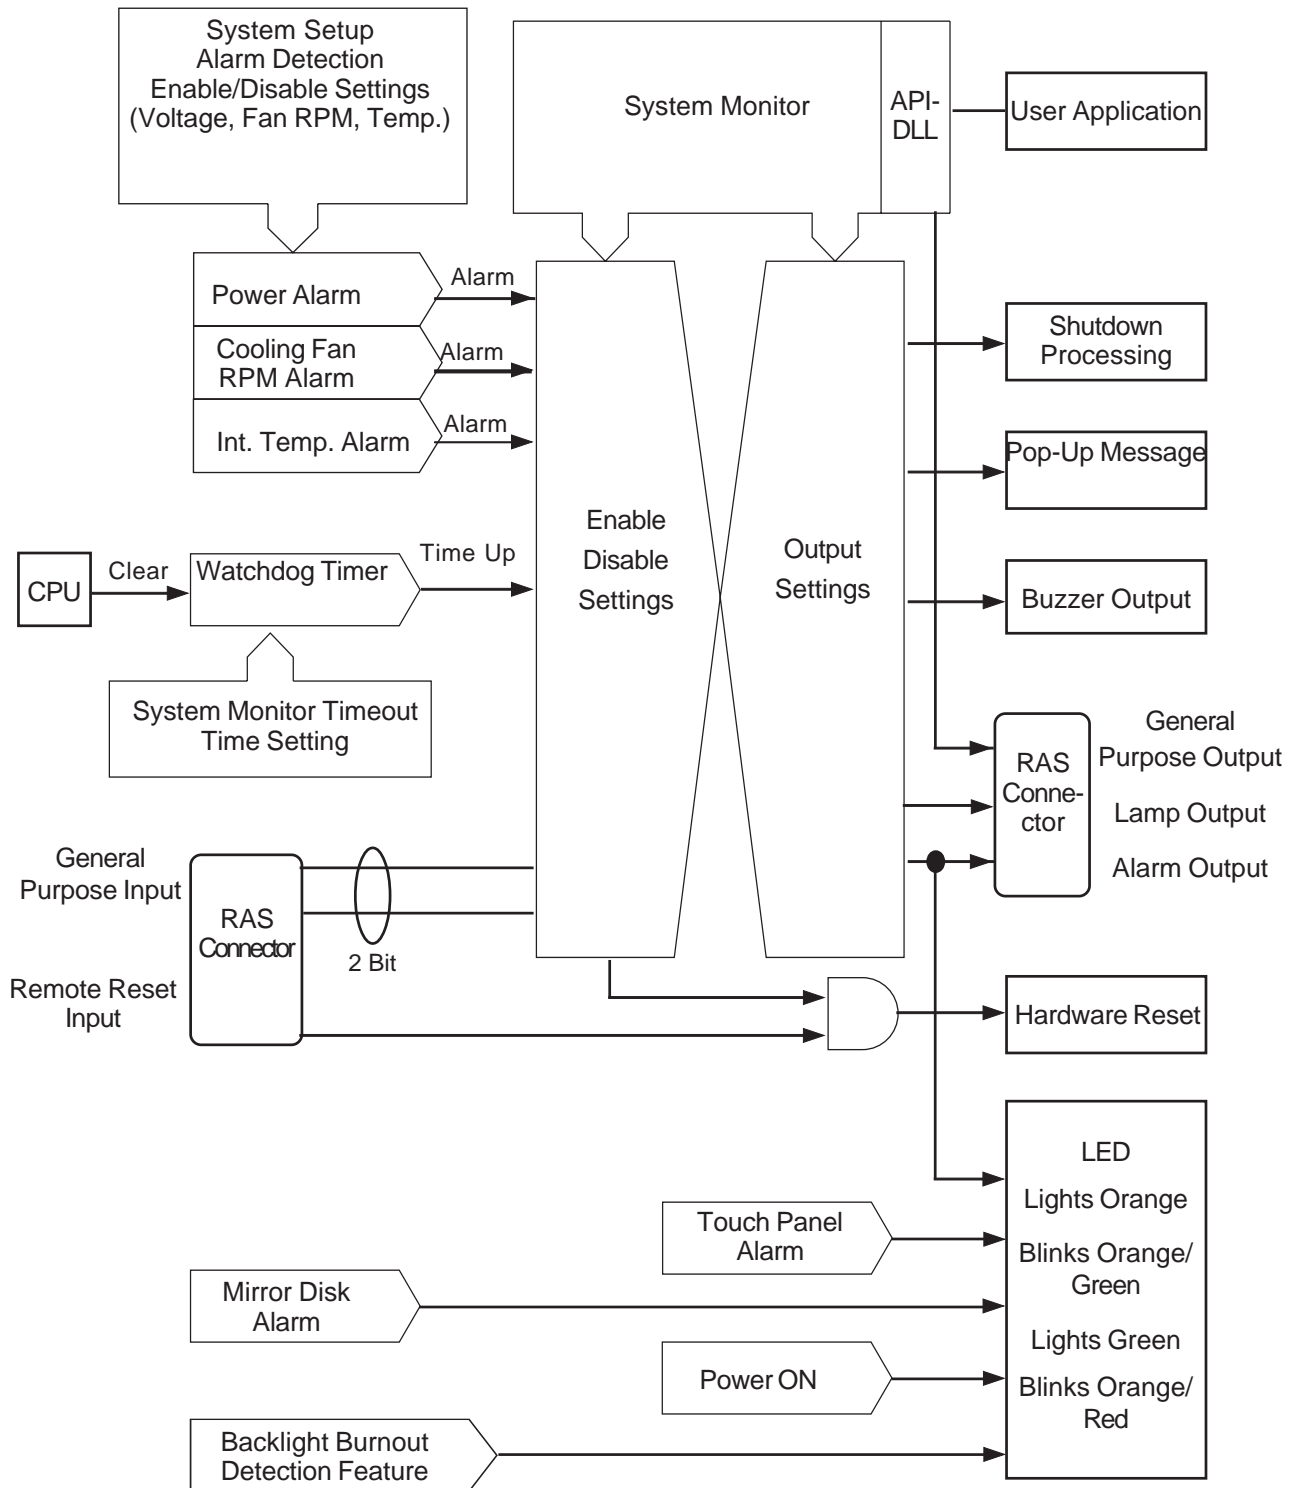 System Setup
Alarm Detection
Enable/Disable Settings
(Voltage, Fan RPM, Temp.)
System Monitor
API-
DLL
User Application
Power Alarm
Alarm
Cooling Fan
RPM Alarm
Alarm
Int. Temp. Alarm
Alarm
Shutdown
Processing
Pop-Up Message
Enable
Disable
Settings
Output
Settings
CPU
Clear
Watchdog Timer
Time Up
Buzzer Output
System Monitor Timeout
Time Setting
RAS
Conne-
ctor
General
Purpose Output
Lamp Output
Alarm Output
General
Purpose Input
RAS
Connector
2 Bit
Remote Reset
Input
Hardware Reset
LED
Lights Orange
Blinks Orange/
Green
Lights Green
Blinks Orange/
Red
Touch Panel
Alarm
Mirror Disk
Alarm
Power ON
Backlight Burnout
Detection Feature